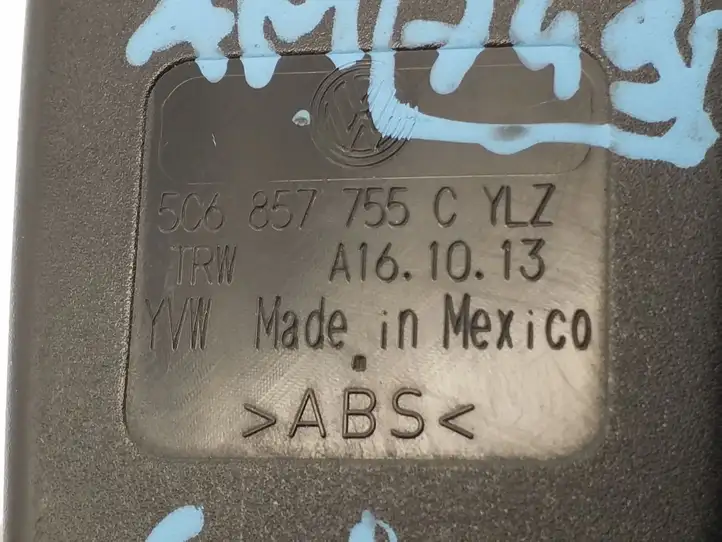 5C6 857 755 C YLZ
TRW A16.10.13
YVW Made in Mexico
>ABS<